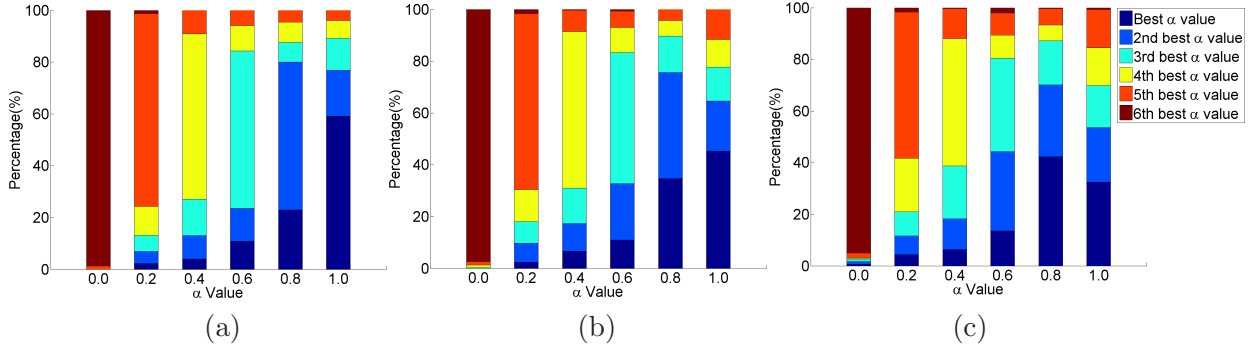 100
80
60
40
20
0
Percentage(%)
0.0 0.2 0.4 0.6 0.8 1.0
α Value
(a)
100
80
60
40
20
0
Percentage(%)
0.0 0.2 0.4 0.6 0.8 1.0
α Value
(b)
100
80
60
40
20
0
Percentage(%)
0.0 0.2 0.4 0.6 0.8 1.0
α Value
(c)
Best α value
2nd best α value
3rd best α value
4th best α value
5th best α value
6th best α value